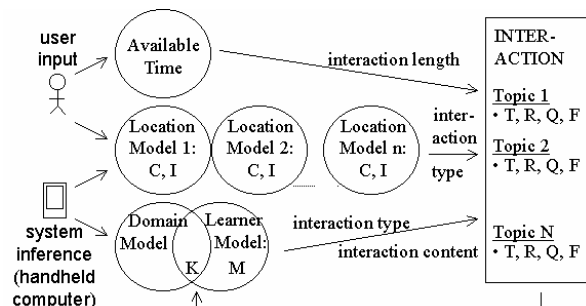 user
input
Available
Time
interaction length
Location
Model 1:
C, I
Location
Model 2:
C, I
Location
Model n:
C, I
inter-
action
type
system
inference
(handheld
computer)
Domain
Model
K
Learner
Model:
M
interaction type
interaction content
INTER-
ACTION
Topic 1
• T, R, Q, F
Topic 2
• T, R, Q, F
Topic N
• T, R, Q, F